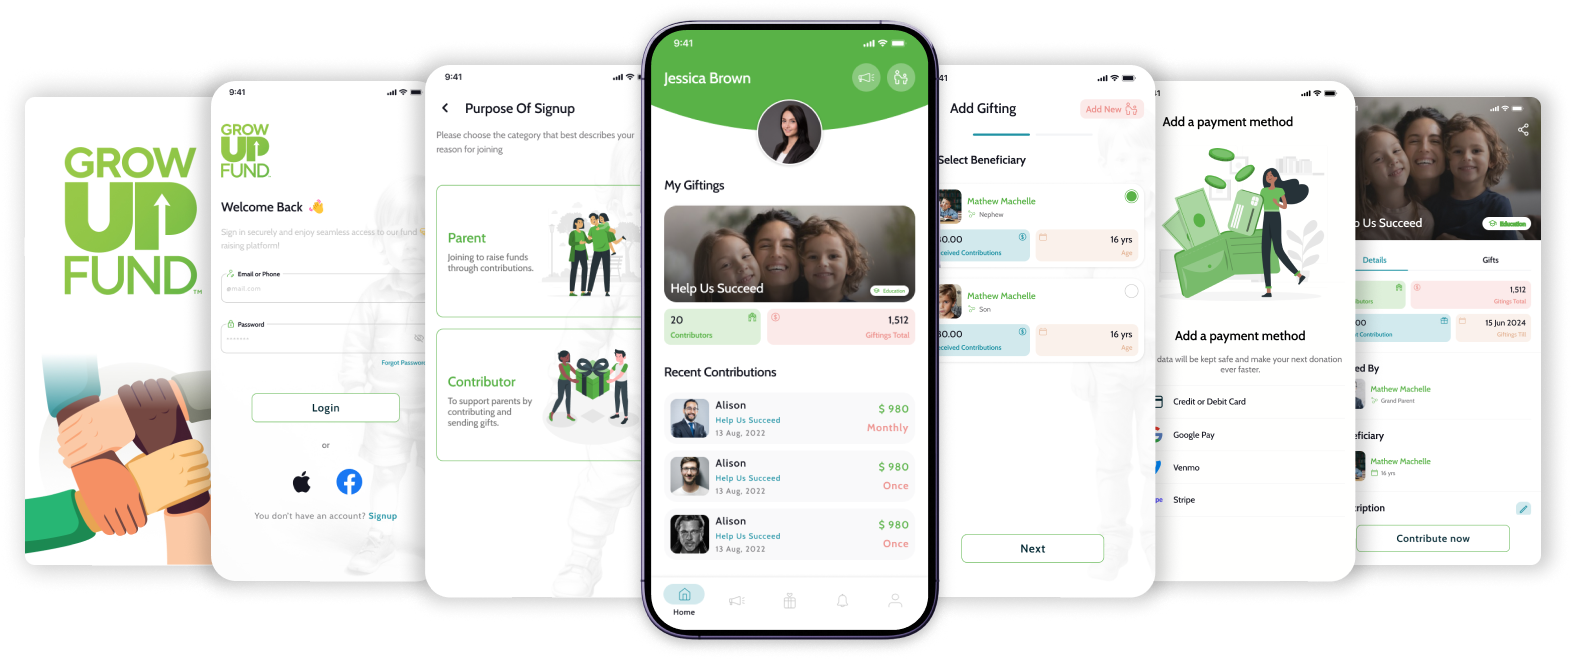 GROW
UP
FUND
TM
9:41
GROW
UP
FUND
Welcome Back 👋
Sign in securely and enjoy seamless access to our fund
raising platform!
Email or Phone
email.com
Password
Forgot Password
Login
or
You don't have an account? Signup
9:41
Purpose Of Signup
Please choose the category that best describes your
reason for joining
Parent
Joining to raise funds
through contributions.
Contributor
To support parents by
contributing and
sending gifts.
9:41
Jessica Brown
My Giftings
Help Us Succeed
Education
20
Contributors
1,512
Giftings Total
Recent Contributions
Alison
Help Us Succeed
13 Aug, 2022
$ 980
Monthly
Alison
Help Us Succeed
13 Aug, 2022
$ 980
Once
Alison
Help Us Succeed
13 Aug, 2022
$ 980
Once
Home
41
Add Gifting
Add New
Select Beneficiary
Mathew Machelle
Nephew
0.00
ceived Contributions
16 yrs
Age
Mathew Machelle
Son
0.00
ceived Contributions
16 yrs
Age
Next
41
Add a payment method
Add a payment method
data will be kept safe and make your next donation
ever faster.
Credit or Debit Card
Google Pay
Venmo
Stripe
Us Succeed
Education
Details
Gifts
butors
1,512
Gitings Total
00
t Contribution
15 Jun 2024
Giftings Till
ed By
Mathew Machelle
Grand Parent
eficiary
Mathew Machelle
16 yrs
ription
Contribute now